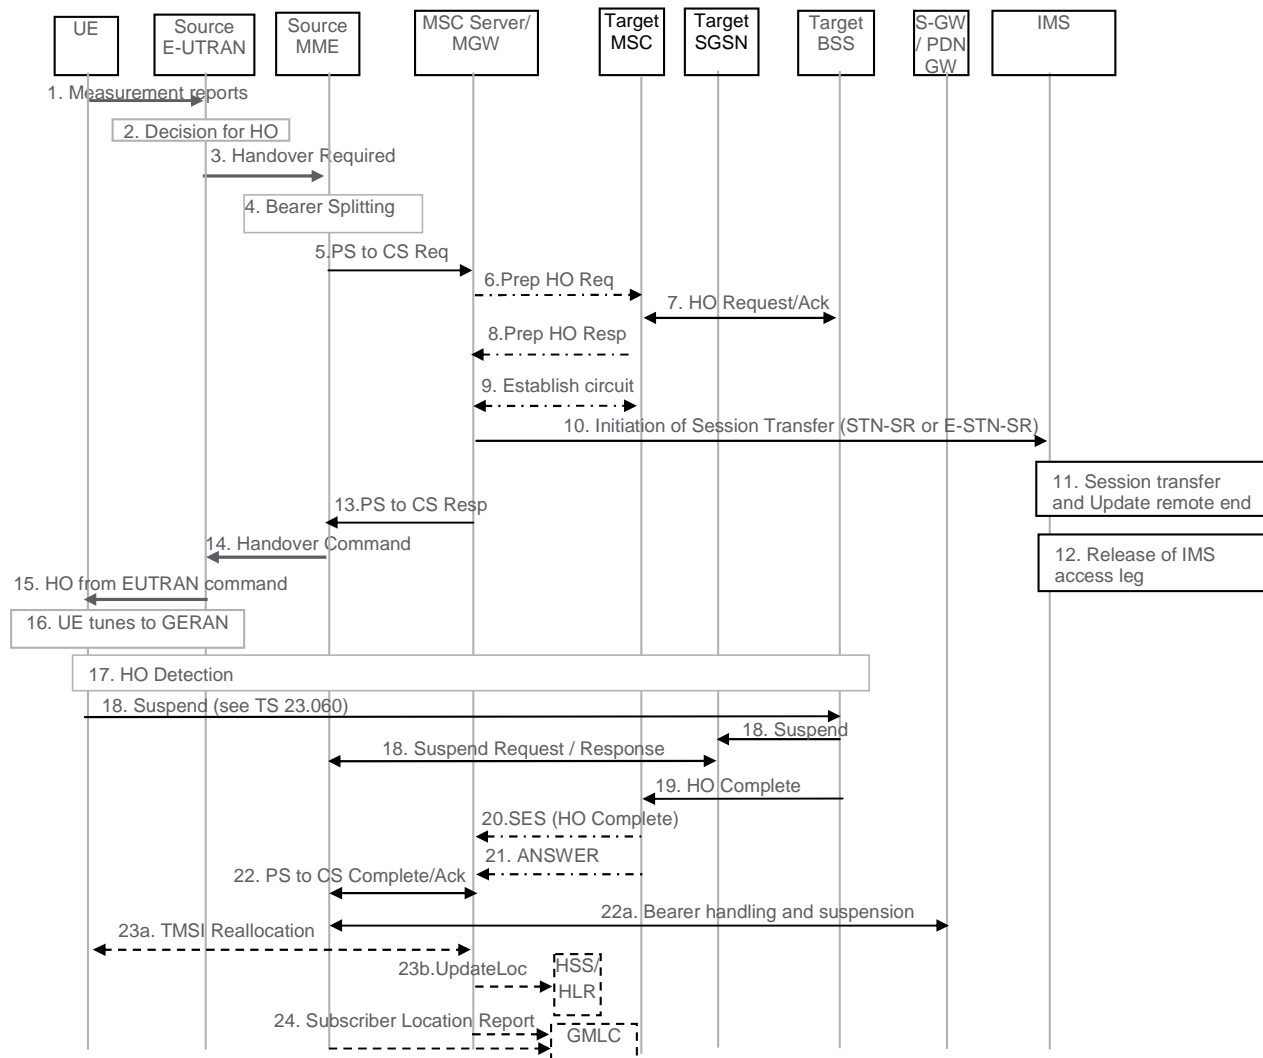 UE
Source
E-UTRAN
Source
MME
MSC Server/
MGW
Target
MSC
Target
SGSN
Target
BSS
S-GW
/ PDN
GW
IMS
1. Measurement reports
2. Decision for HO
3. Handover Required
4. Bearer Splitting
5.PS to CS Req
6.Prep HO Req
7. HO Request/Ack
8.Prep HO Resp
9. Establish circuit
10. Initiation of Session Transfer (STN-SR or E-STN-SR)
11. Session transfer
and Update remote end
13.PS to CS Resp
14. Handover Command
12. Release of IMS
access leg
15. HO from EUTRAN command
16. UE tunes to GERAN
17. HO Detection
18. Suspend (see TS 23.060)
18. Suspend
18. Suspend Request / Response
19. HO Complete
20.SES (HO Complete)
21. ANSWER
22. PS to CS Complete/Ack
22a. Bearer handling and suspension
23a. TMSI Reallocation
23b.UpdateLoc
HSS/
HLR
24. Subscriber Location Report
GMLC